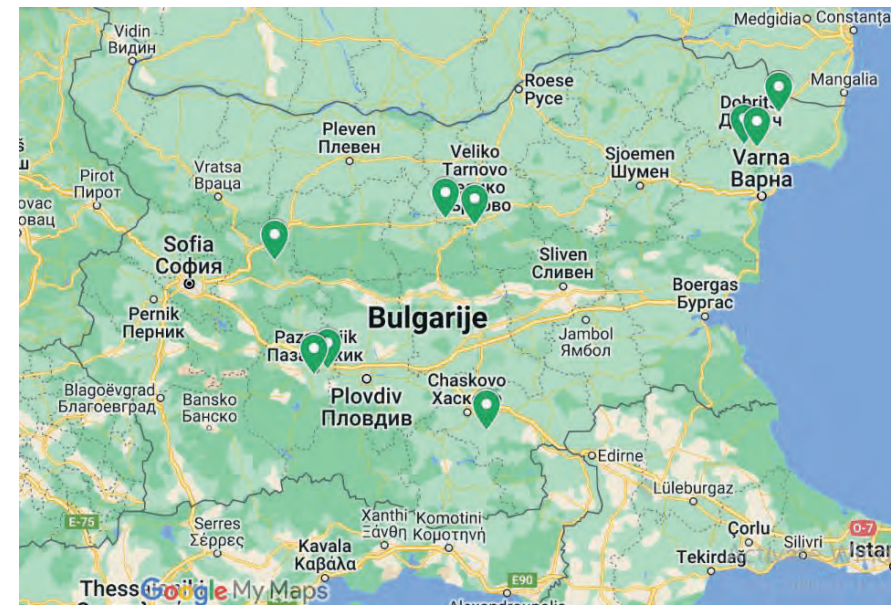 Medgidia
Constanța
Vidin
Видин
Mangalia
Roese
Русе
Pleven
Плевен
Veliko
Tarnovo
Sjoemen
Шумен
Varna
Варна
Vratsa
Враца
Pirot
Пирот
Sofia
София
Sliven
Сливен
Boergas
Бургас
Pernik
Перник
Bulgarije
Jambol
Ямбол
Plovdiv
Пловдив
Chaskovo
Blagoëvgrad
Благоевград
Bansko
Банско
Edirne
Lüleburgaz
E-75
Serres
Σέρρες
Xanthi
Ξάνθη
Komotini
Κομοτηνή
Kavala
Καβάλα
E90
Çorlu
O-7
Silivri
Tekirdağ
Google My Maps